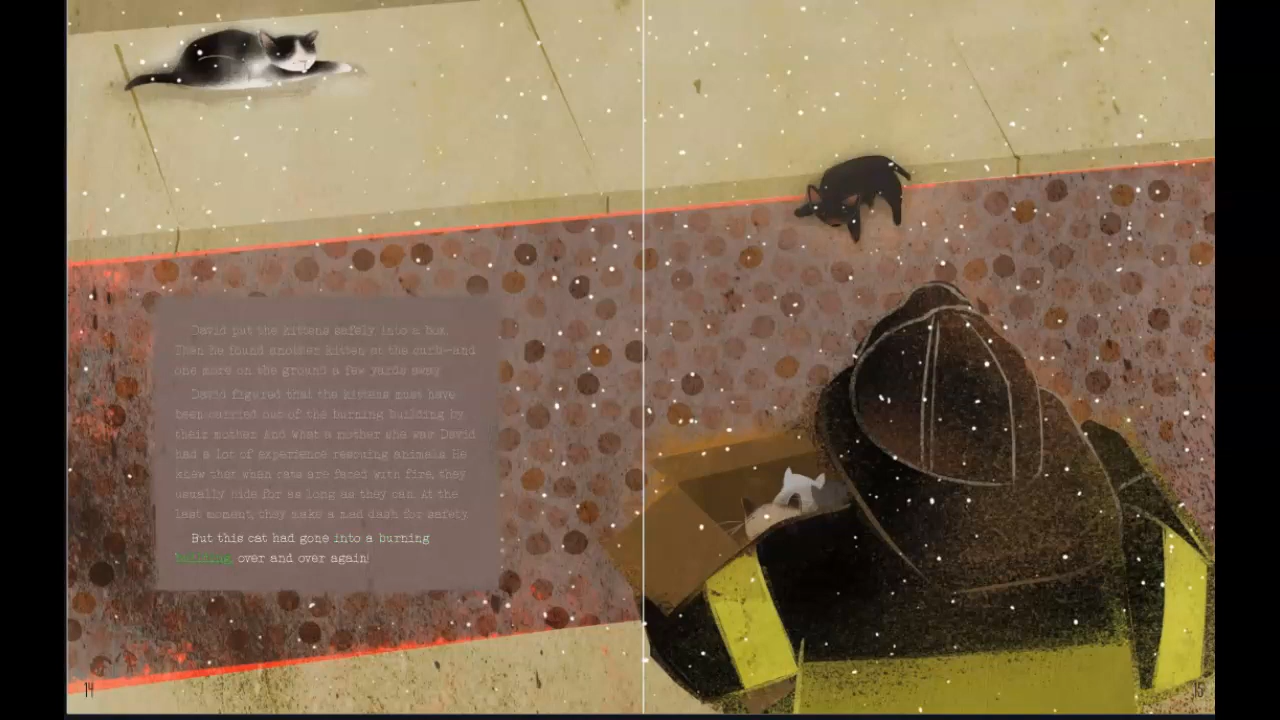 David put the kittens safely into a box.
Then he found another kitten at the curb—and
one more on the ground a few yards away.
David figured that the kittens must have
been carried out of the burning building by
their mother. And what a mother she was. David
had a lot of experience rescuing animals. He
knew that when cats are faced with fire, they
usually hide for as long as they can. At the
last moment, they make a mad dash for safety.
But this cat had gone into a burning
building, over and over again!
14
15